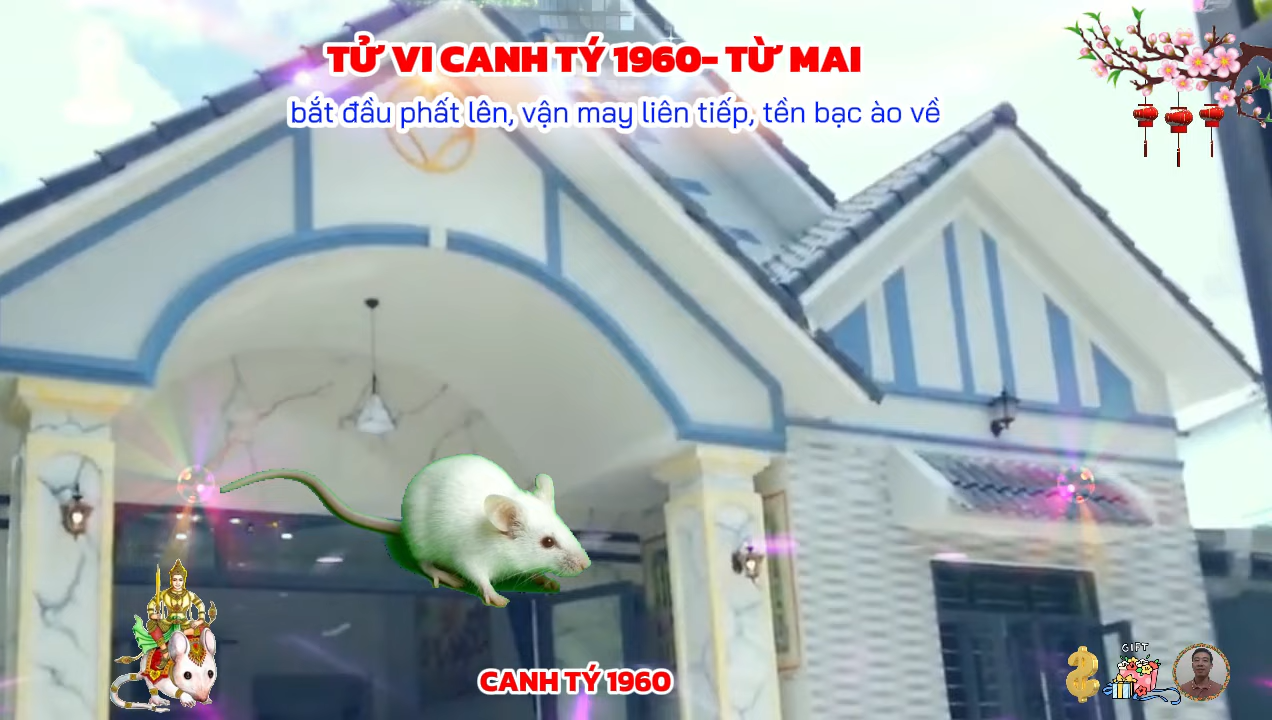 TỬ VI CANH TÝ 1960- TỪ MAI
bắt đầu phất lên, vận may liên tiếp, tền bạc ào về
GIFT
CANH TÝ 1960